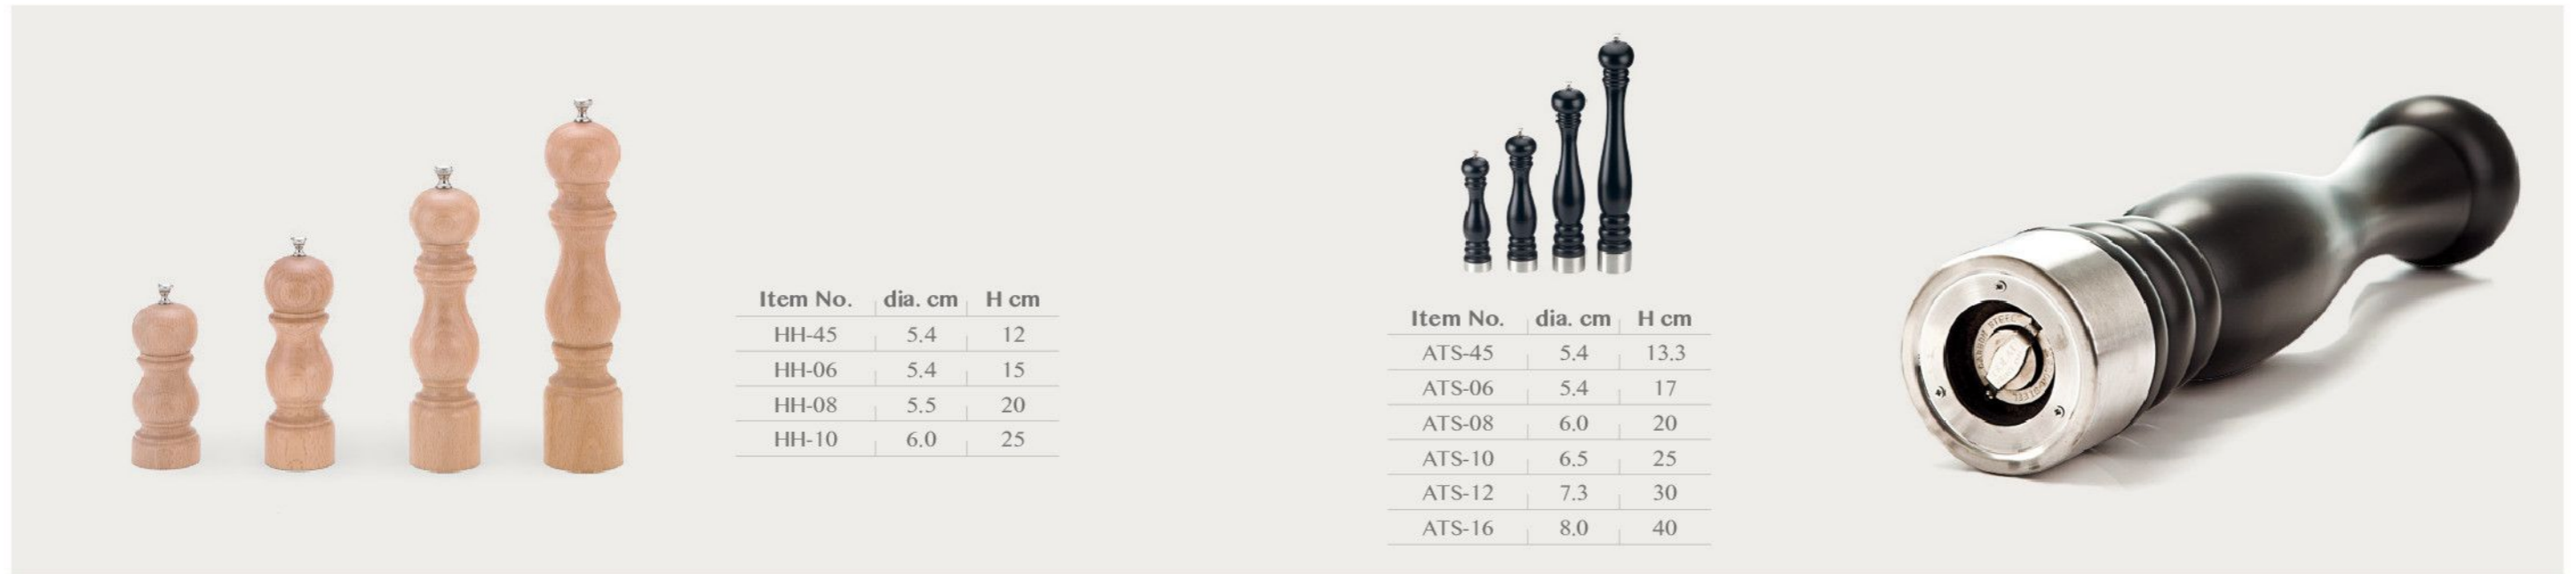 Item No. dia. cm H cm
HH-45 5.4 12
HH-06 5.4 15
HH-08 5.5 20
HH-10 6.0 25
Item No. dia. cm H cm
ATS-45 5.4 13.3
ATS-06 5.4 17
ATS-08 6.0 20
ATS-10 6.5 25
ATS-12 7.3 30
ATS-16 8.0 40